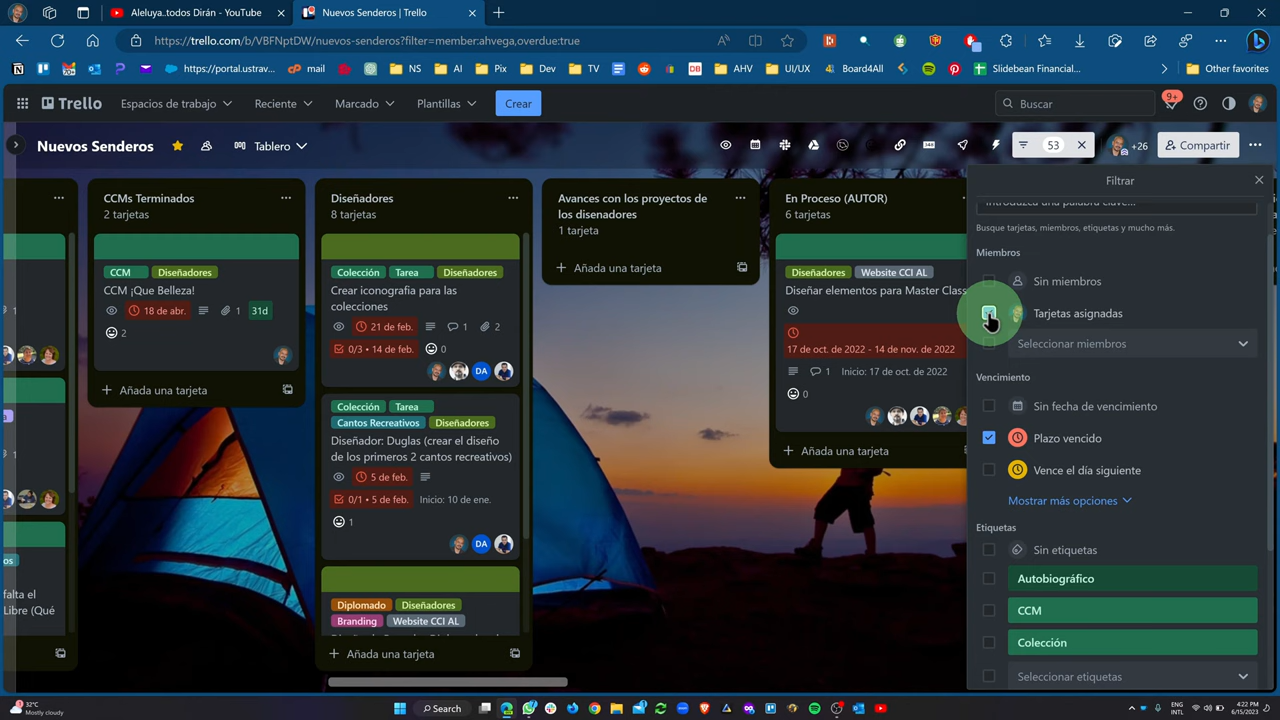 Aleluya..todos Dirán - YouTube
Nuevos Senderos | Trello
https://trello.com/b/VBFNptDW/nuevos-senderos?filter=member:ahvega,overdue:true
https://portal.ustrav...
mail
NS
AI
Pix
Dev
TV
AHV
UI/UX
Board4All
Slidebean Financial...
Other favorites
Trello
Espacios de trabajo
Reciente
Marcado
Plantillas
Crear
Buscar
9+
Nuevos Senderos
Tablero
53
+26
Compartir
CCMs Terminados
2 tarjetas
CCM
Diseñadores
CCM ¡Que Belleza!
18 de abr.
1
31d
2
Añada una tarjeta
Diseñadores
8 tarjetas
Colección
Tarea
Diseñadores
Crear iconografia para las
colecciones
21 de feb.
1
2
0/3 • 14 de feb.
0
DA
Colección
Tarea
Cantos Recreativos
Diseñadores
Diseñador: Duglas (crear el diseño
de los primeros 2 cantos recreativos)
5 de feb.
0/1 • 5 de feb.
Inicio: 10 de ene.
1
DA
Diplomado
Diseñadores
Branding
Website CCI AL
Añada una tarjeta
Avances con los proyectos de
los disenadores
1 tarjeta
Añada una tarjeta
En Proceso (AUTOR)
6 tarjetas
Diseñadores
Website CCI AL
Diseñar elementos para Master Class
17 de oct. de 2022 - 14 de nov. de 2022
1
Inicio: 17 de oct. de 2022
0
Añada una tarjeta
falta el
Libre (Qué
Filtrar
Introduzca una palabra clave...
Busque tarjetas, miembros, etiquetas y mucho más.
Miembros
Sin miembros
Tarjetas asignadas
Seleccionar miembros
Vencimiento
Sin fecha de vencimiento
Plazo vencido
Vence el día siguiente
Mostrar más opciones
Etiquetas
Sin etiquetas
Autobiográfico
CCM
Colección
Seleccionar etiquetas
32°C
Mostly cloudy
Search
ENG
INTL
4:22 PM
6/15/2023